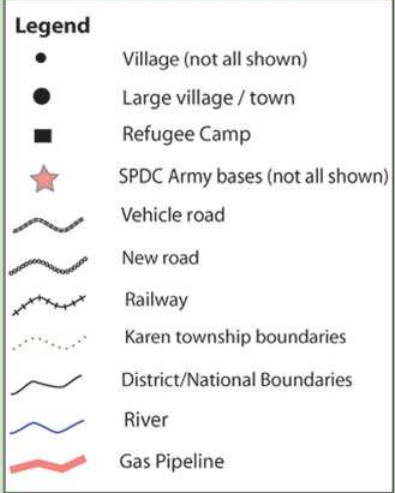 Legend
Village (not all shown)
Large village / town
Refugee Camp
SPDC Army bases (not all shown)
Vehicle road
New road
Railway
Karen township boundaries
District/National Boundaries
River
Gas Pipeline